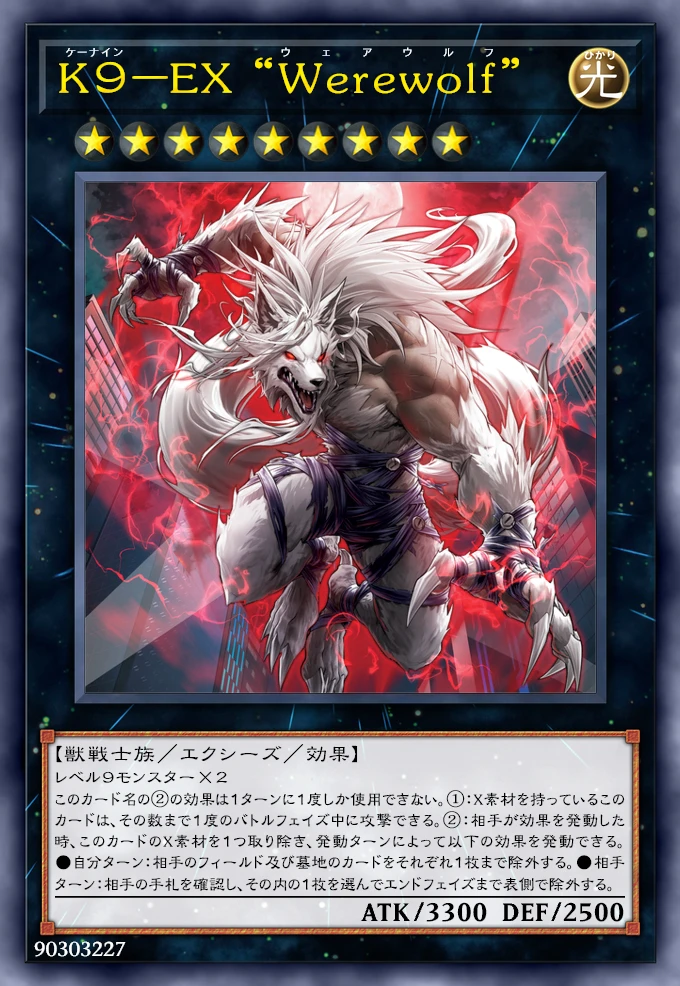 ケーナイン ウェアウルフ
K9－EX “Werewolf”
ひかり
光
【獣戦士族／エクシーズ／効果】
レベル９モンスター×２
このカード名の②の効果は１ターンに１度しか使用できない。①：X素材を持っているこの
カードは、その数まで１度のバトルフェイズ中に攻撃できる。②：相手が効果を発動した
時、このカードのX素材を１つ取り除き、発動ターンによって以下の効果を発動できる。
●自分ターン：相手のフィールド及び墓地のカードをそれぞれ１枚まで除外する。●相手
ターン：相手の手札を確認し、その内の１枚を選んでエンドフェイズまで表側で除外する。
ATK/3300 DEF/2500
90303227